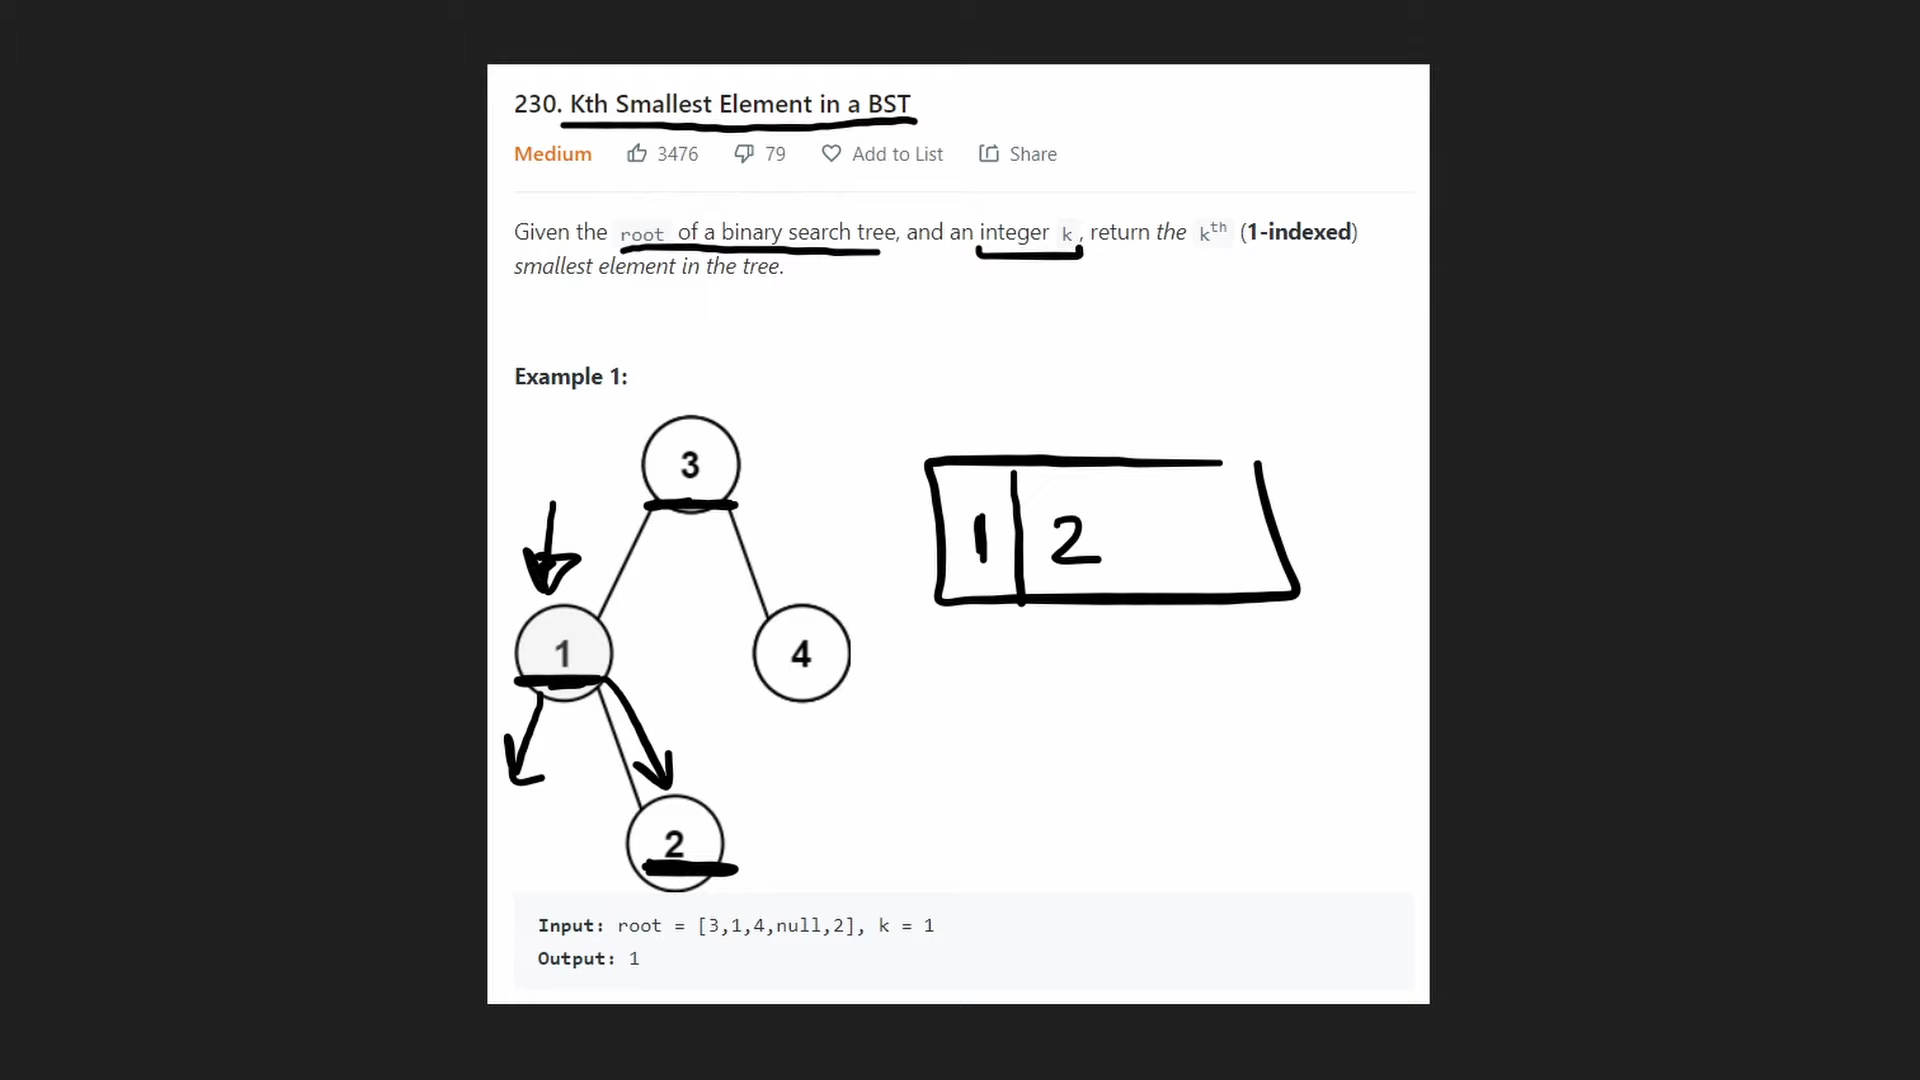 230. Kth Smallest Element in a BST
Medium 3476 79 Add to List Share
Given the root of a binary search tree, and an integer k, return the kth (1-indexed)
smallest element in the tree.
Example 1:
3
1 2
1 4
2
Input: root = [3,1,4,null,2], k = 1
Output: 1